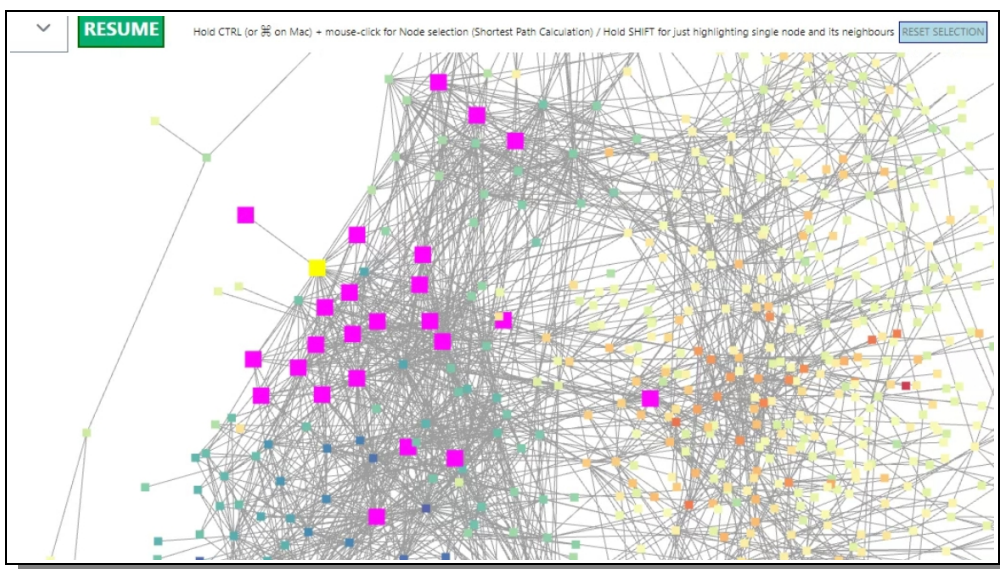 RESUME
Hold CTRL (or ⌘ on Mac) + mouse-click for Node selection (Shortest Path Calculation) / Hold SHIFT for just highlighting single node and its neighbours
RESET SELECTION